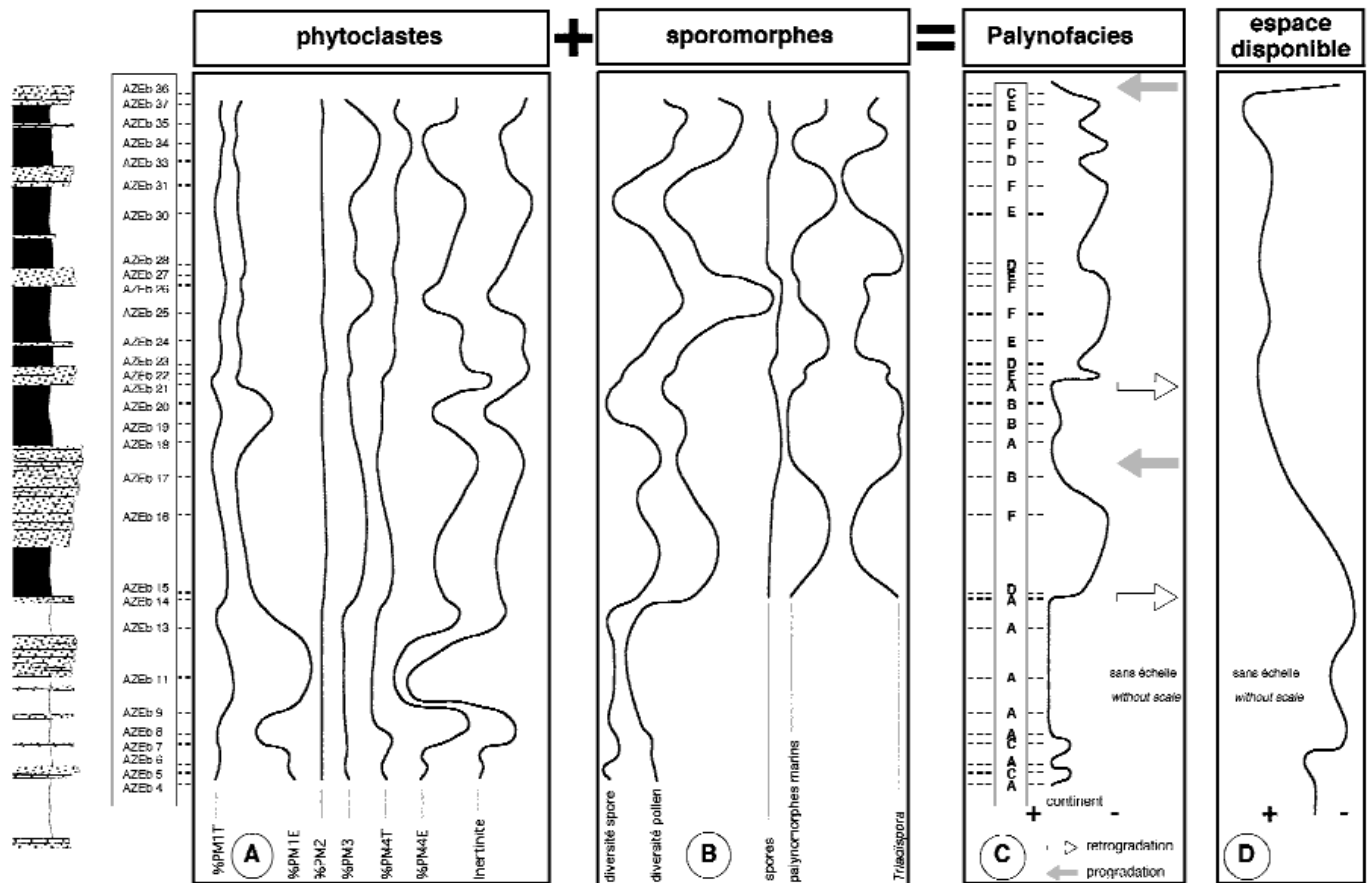 phytoclastes
+
sporomorphes
=
Palynofacies
espace
disponible
AZEb 36
AZEb 37
AZEb 35
AZEb 34
AZEb 33
AZEb 31
AZEb 30
AZEb 28
AZEb 27
AZEb 26
AZEb 25
AZEb 24
AZEb 23
AZEb 22
AZEb 21
AZEb 20
AZEb 19
AZEb 18
AZEb 17
AZEb 16
AZEb 15
AZEb 14
AZEb 13
AZEb 11
AZEb 9
AZEb 8
AZEb 7
AZEb 6
AZEb 5
AZEb 4
%PM1T
%PM1E
%PM2
%PM3
%PM4T
%PM4E
Inertinite
A
diversité spore
diversité pollen
spores
palynomorphes marins
Triadispora
B
C
E
D
F
D
F
E
D
E
F
F
E
D
E
A
B
B
A
B
F
D
A
A
A
A
A
C
A
C
A
sans échelle
without scale
+
continent
-
retrogradation
progradation
C
sans échelle
without scale
+
-
D